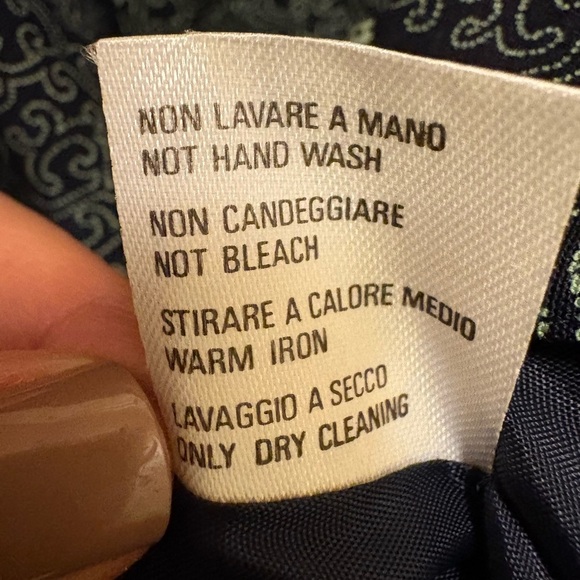 NON LAVARE A MANO
NOT HAND WASH
NON CANDEGGIARE
NOT BLEACH
STIRARE A CALORE MEDIO
WARM IRON
LAVAGGIO A SECCO
ONLY DRY CLEANING